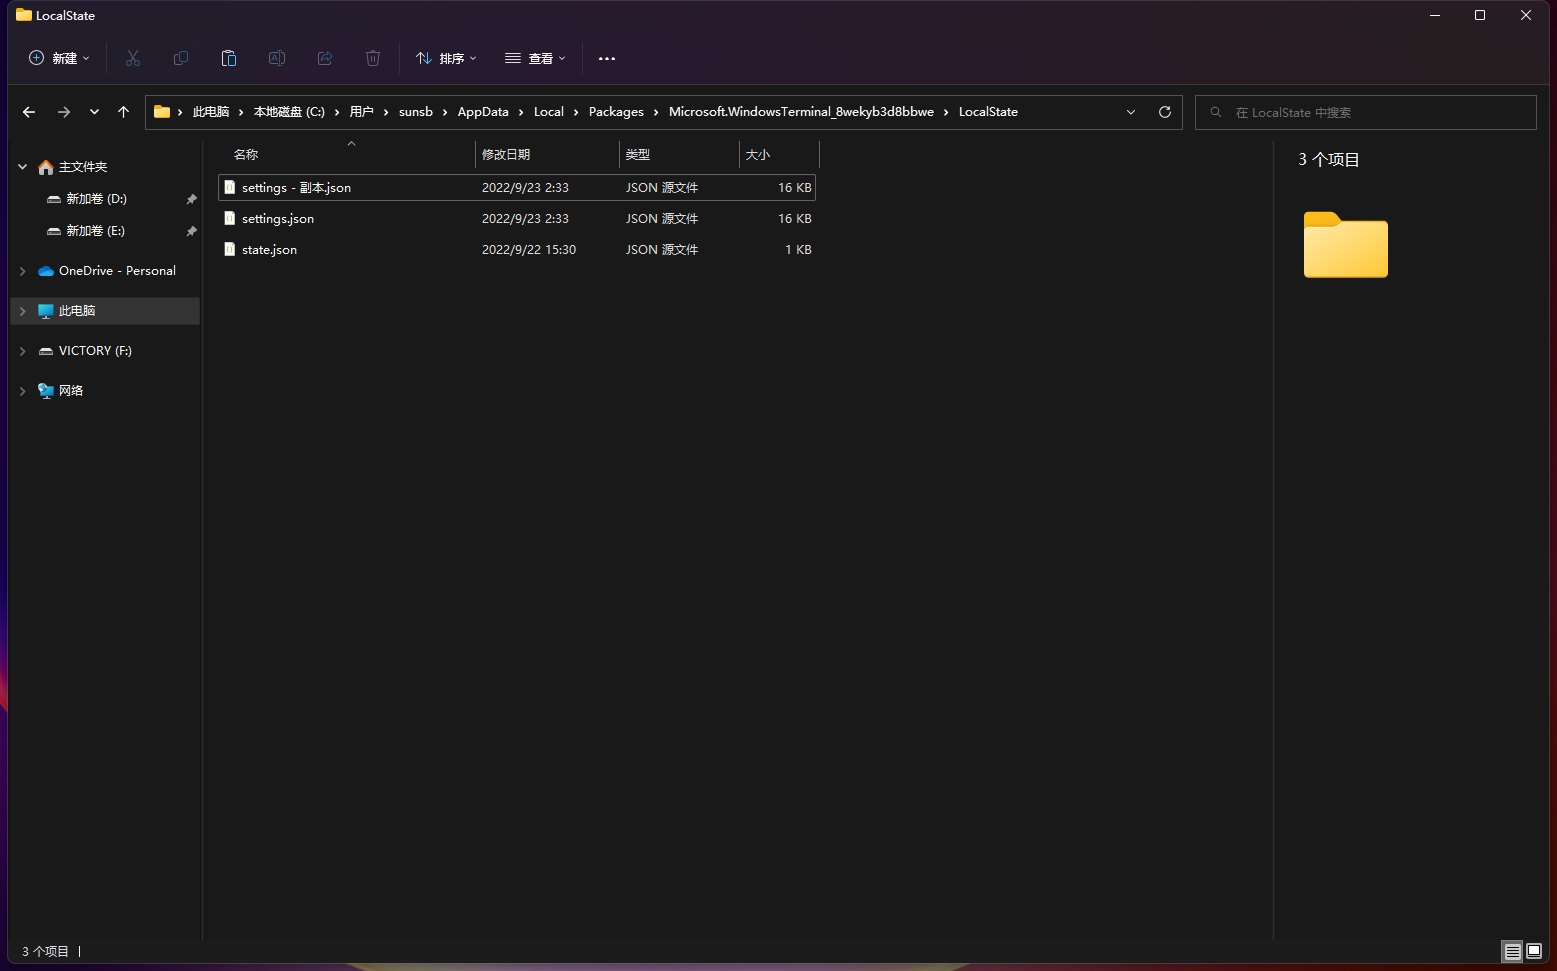 LocalState
新建
排序
查看
此电脑 本地磁盘 (C:) 用户 sunsb AppData Local Packages Microsoft.WindowsTerminal_8wekyb3d8bbwe LocalState
在 LocalState 中搜索
主文件夹
新加卷 (D:)
新加卷 (E:)
OneDrive - Personal
此电脑
VICTORY (F:)
网络
名称 修改日期 类型 大小
settings - 副本.json 2022/9/23 2:33 JSON 源文件 16 KB
settings.json 2022/9/23 2:33 JSON 源文件 16 KB
state.json 2022/9/22 15:30 JSON 源文件 1 KB
3 个项目
3 个项目